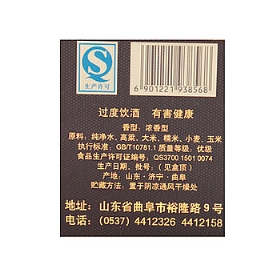 6 901221 938568
QS
生产许可
过度饮酒 有害健康
香型：浓香型
原料：纯净水、高粱、大米、糯米、小麦、玉米
执行标准：GB/T10781.1 质量等级：优级
食品生产许可证编号：QS3700 1501 0074
生产日期、批号：（见盒顶）
产地：山东·济宁·曲阜
贮藏方法：置于阴凉通风干燥处
地址：山东省曲阜市裕隆路9号
电话：(0537) 4412326 4412158